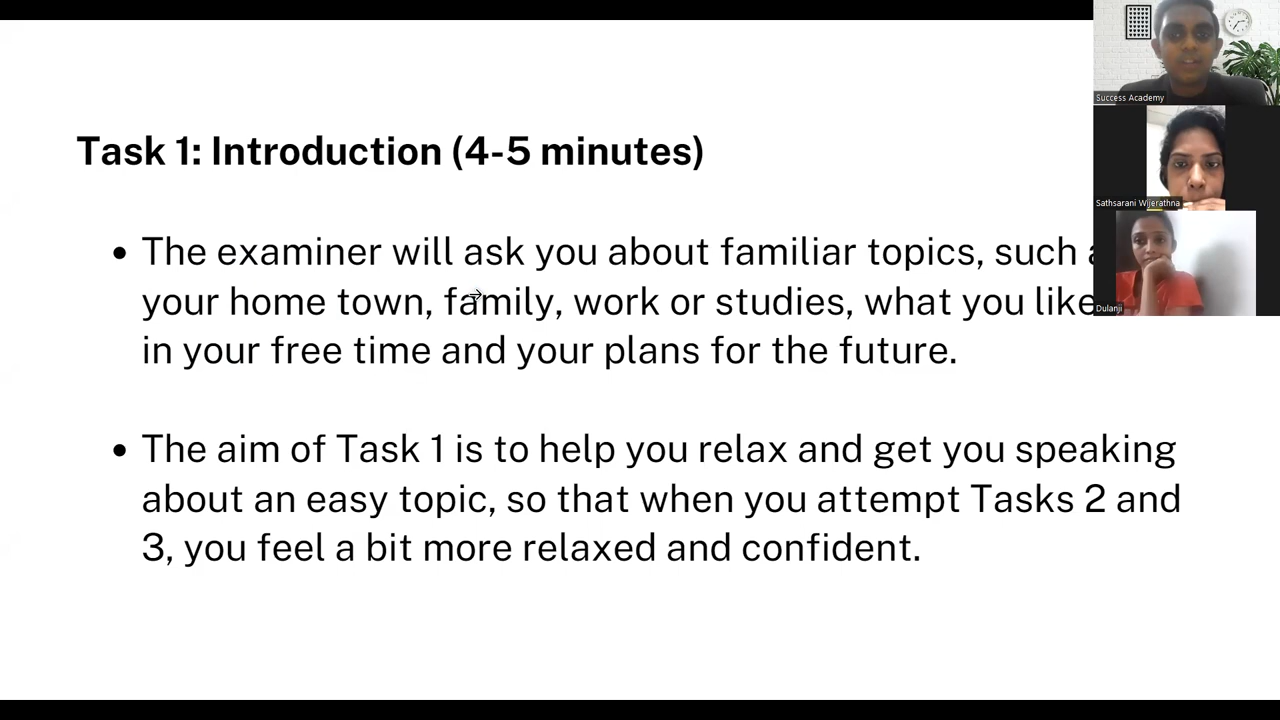 Task 1: Introduction (4-5 minutes)
• The examiner will ask you about familiar topics, such
your home town, family, work or studies, what you like
in your free time and your plans for the future.
• The aim of Task 1 is to help you relax and get you speaking
about an easy topic, so that when you attempt Tasks 2 and
3, you feel a bit more relaxed and confident.
Success Academy
Sathsarani Wijerathna
Dulanji